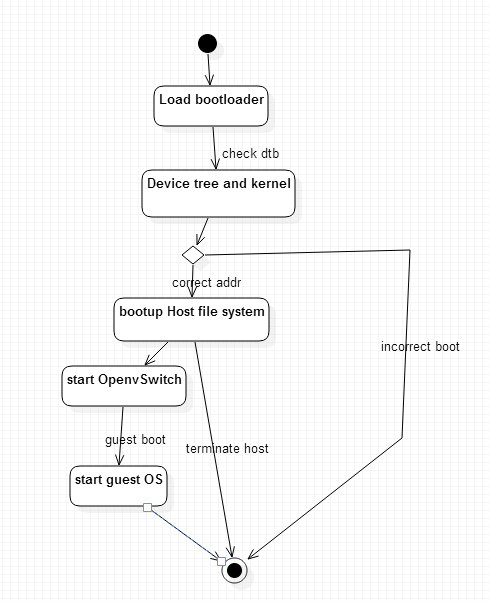 Load bootloader
check dtb
Device tree and kernel
correct addr
bootup Host file system
incorrect boot
start OpenvSwitch
guest boot
terminate host
start guest OS